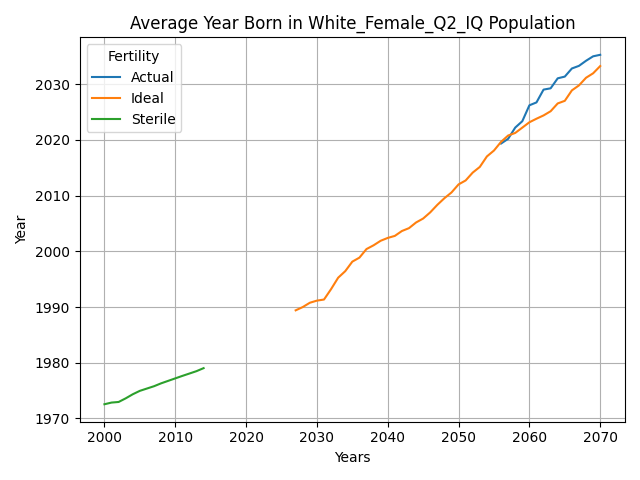 Average Year Born in White_Female_Q2_IQ Population
Fertility
Actual
Ideal
Sterile
Year
2030
2020
2010
2000
1990
1980
1970
2000 2010 2020 2030 2040 2050 2060 2070
Years